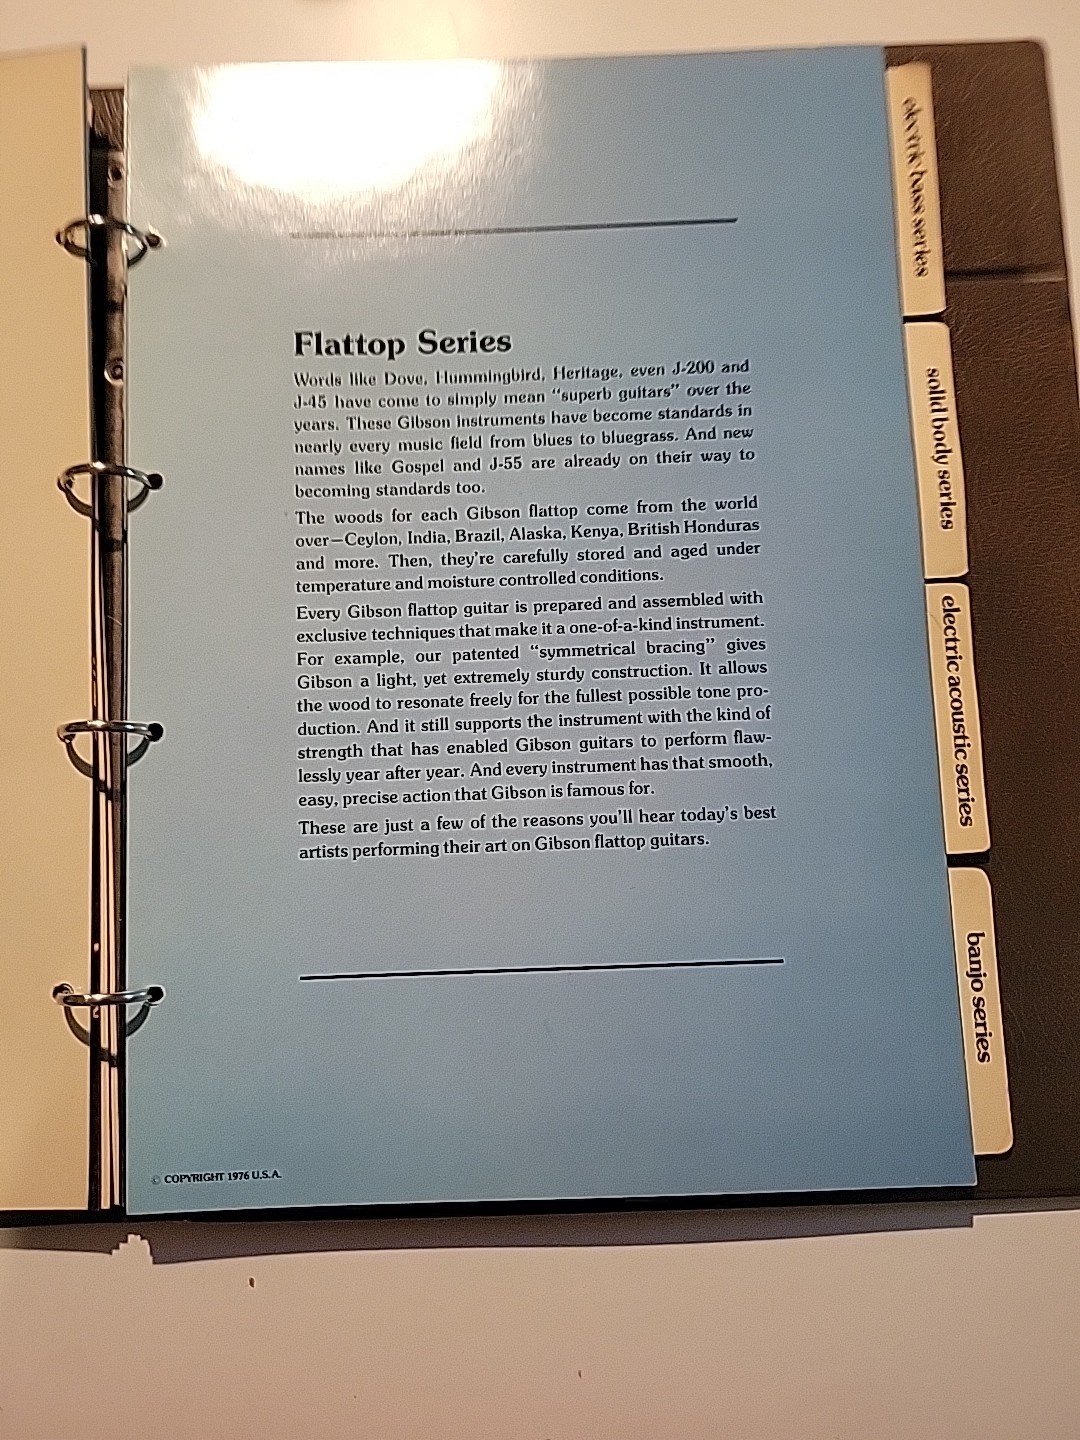 Flattop Series
Words like Dove, Hummingbird, Heritage, even J-200 and
J-45 have come to simply mean “superb guitars” over the
years. These Gibson instruments have become standards in
nearly every music field from blues to bluegrass. And new
names like Gospel and J-55 are already on their way to
becoming standards too.
The woods for each Gibson flattop come from the world
over—Ceylon, India, Brazil, Alaska, Kenya, British Honduras
and more. Then, they’re carefully stored and aged under
temperature and moisture controlled conditions.
Every Gibson flattop guitar is prepared and assembled with
exclusive techniques that make it a one-of-a-kind instrument.
For example, our patented “symmetrical bracing” gives
Gibson a light, yet extremely sturdy construction. It allows
the wood to resonate freely for the fullest possible tone pro-
duction. And it still supports the instrument with the kind of
strength that has enabled Gibson guitars to perform flaw-
lessly year after year. And every instrument has that smooth,
easy, precise action that Gibson is famous for.
These are just a few of the reasons you’ll hear today’s best
artists performing their art on Gibson flattop guitars.
© COPYRIGHT 1976 U.S.A.
electric bass series
solid body series
electric acoustic series
banjo series